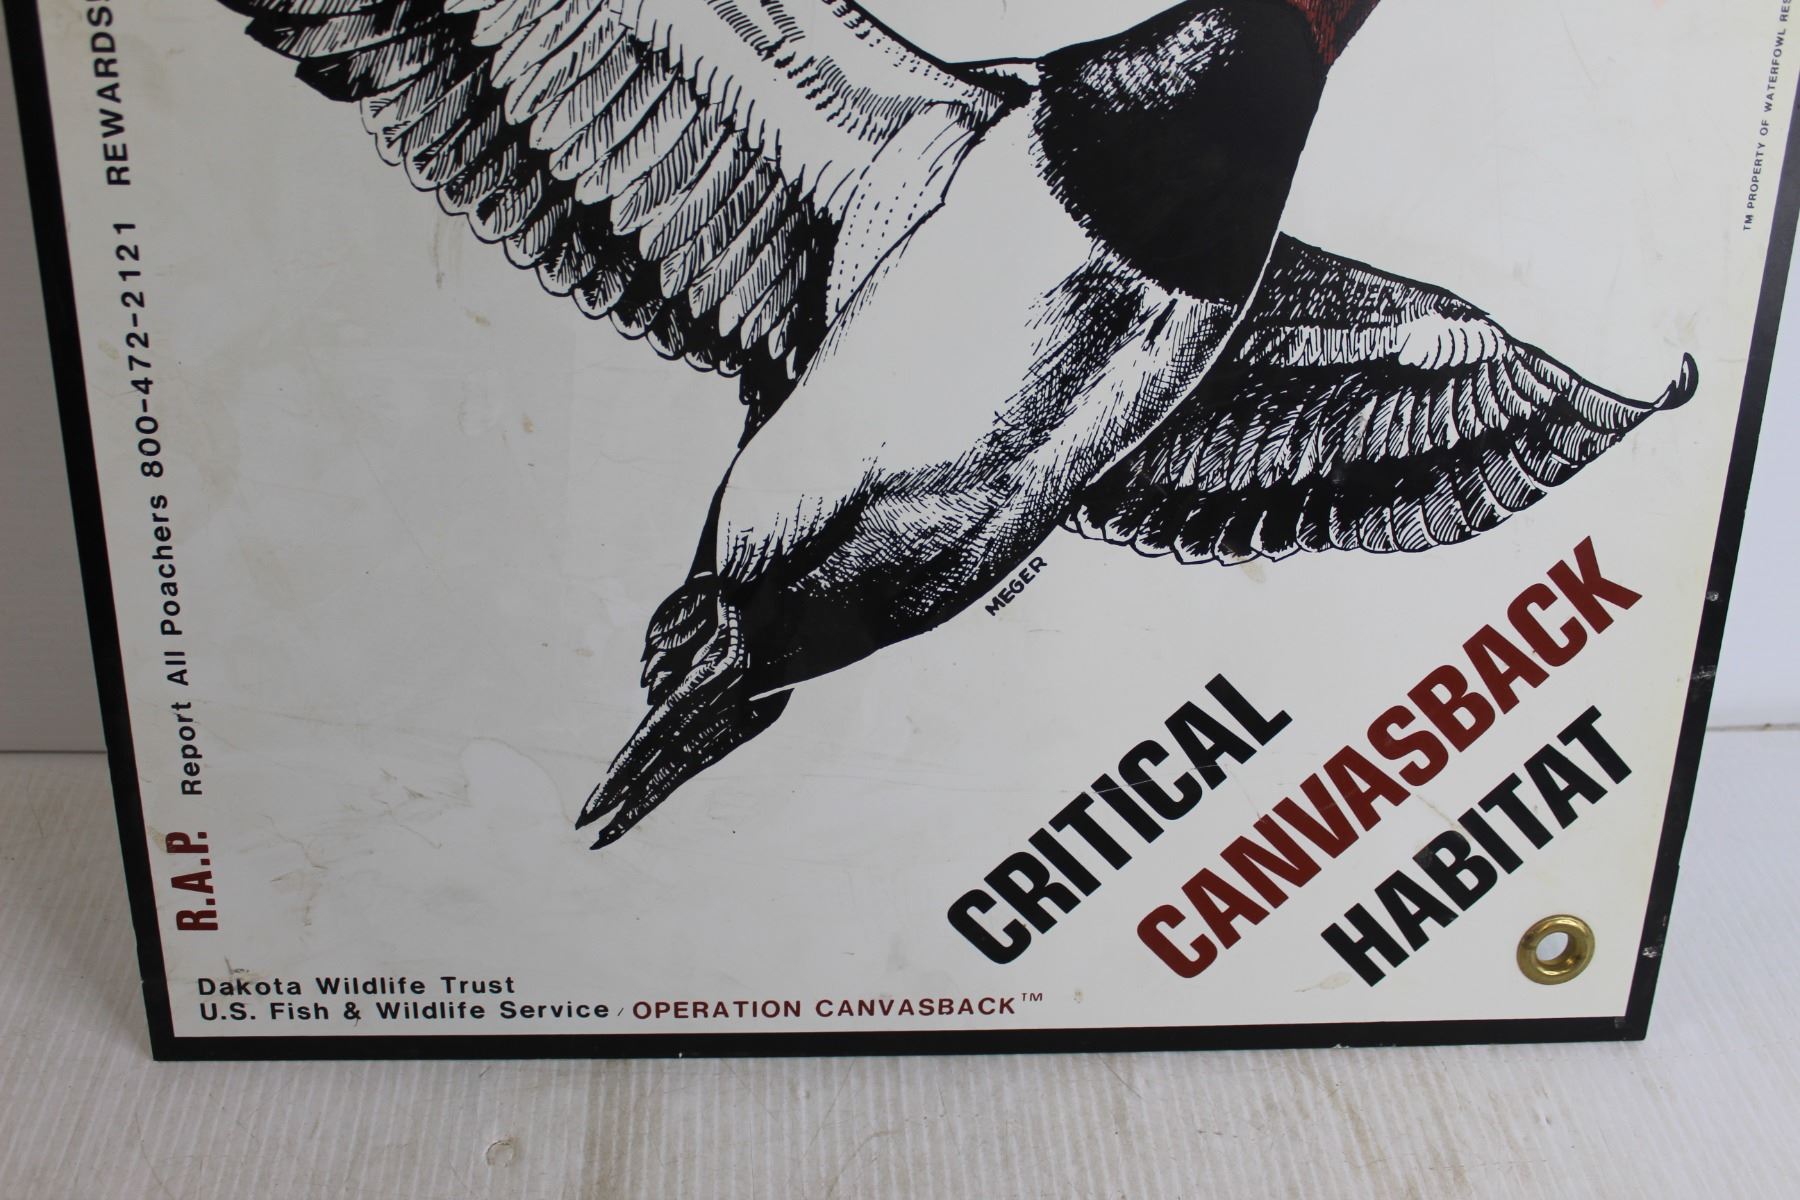 R.A.P. Report All Poachers 800-472-2121 REWARDS
TM PROPERTY OF WATERFOWL
MEGER
CRITICAL
CANVASBACK
HABITAT
Dakota Wildlife Trust
U.S. Fish & Wildlife Service / OPERATION CANVASBACK™